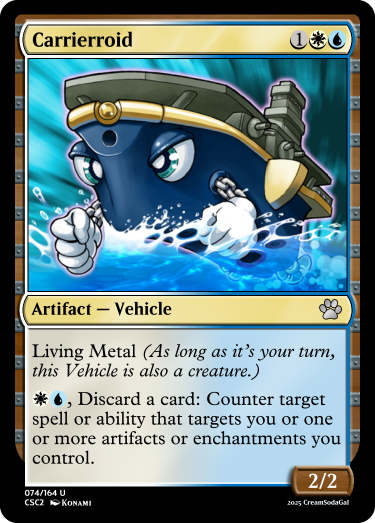 Carrierroid 1
Artifact — Vehicle
Living Metal (As long as it's your turn,
this Vehicle is also a creature.)
, Discard a card: Counter target
spell or ability that targets you or one
or more artifacts or enchantments you
control.
2/2
074/164 U
CSC2 KONAMI
2025 CreamSodaGal